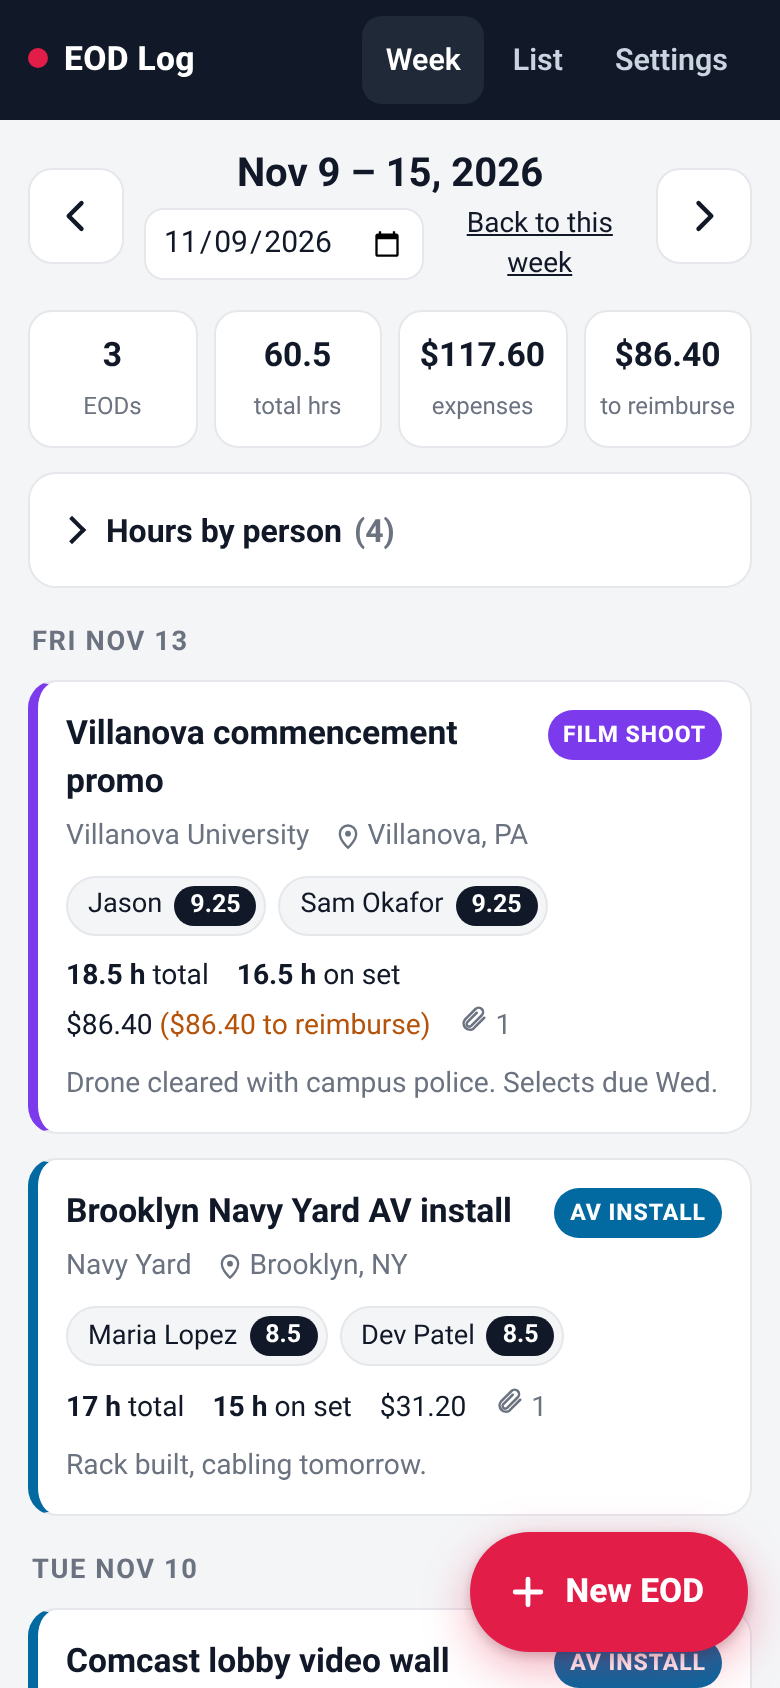 EOD Log Week List Settings
Nov 9 – 15, 2026
11/09/2026
Back to this
week
3 60.5 $117.60 $86.40
EODs total hrs expenses to reimburse
Hours by person (4)
FRI NOV 13
Villanova commencement FILM SHOOT
promo
Villanova University Villanova, PA
Jason 9.25 Sam Okafor 9.25
18.5 h total 16.5 h on set
$86.40 ($86.40 to reimburse) 1
Drone cleared with campus police. Selects due Wed.
Brooklyn Navy Yard AV install AV INSTALL
Navy Yard Brooklyn, NY
Maria Lopez 8.5 Dev Patel 8.5
17 h total 15 h on set $31.20 1
Rack built, cabling tomorrow.
TUE NOV 10
+ New EOD
Comcast lobby video wall AV INSTALL